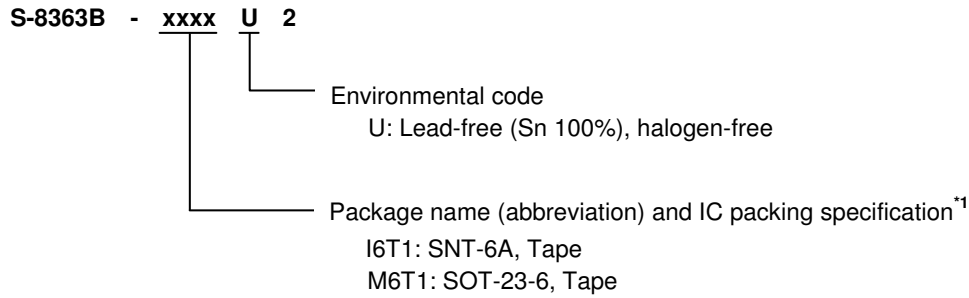 S-8363B - xxxx U 2
Environmental code
U: Lead-free (Sn 100%), halogen-free
Package name (abbreviation) and IC packing specification*1
I6T1: SNT-6A, Tape
M6T1: SOT-23-6, Tape